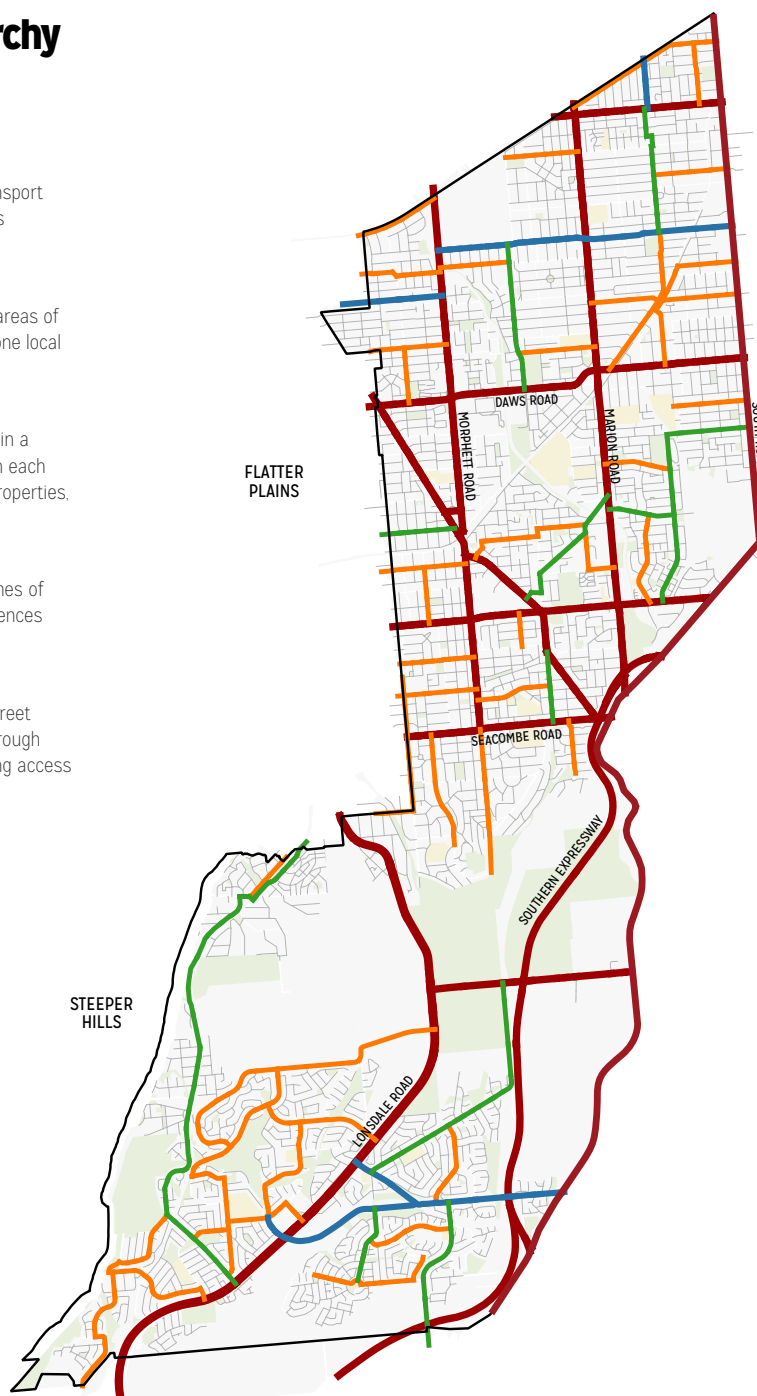 rchy
nsport
s
areas of
one local
in a
n each
roperties,
nes of
ences
reet
rough
ng access
DAWS ROAD
MORPHETT ROAD
MARION ROAD
FLATTER
PLAINS
SEACOMBE ROAD
SOUTHERN EXPRESSWAY
STEEPER
HILLS
LONSDALE ROAD